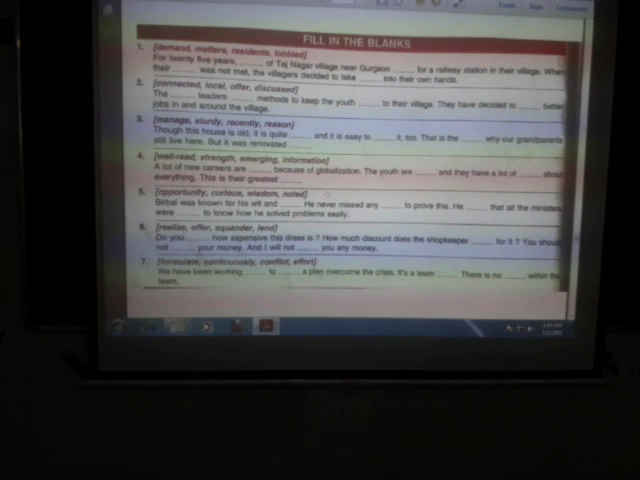 Tools Sign Comment
FILL IN THE BLANKS
1. [demand, matters, residents, lobbied]
For twenty five years, ........ of Taj Nagar village near Gurgaon ........ for a railway station in their village. When
their ........ was not met, the villagers decided to take ........ into their own hands.
2. [connected, local, offer, discussed]
The ........ leaders ........ methods to keep the youth ........ to their village. They have decided to ........ better
jobs in and around the village.
3. [manage, sturdy, recently, reason]
Though this house is old, it is quite ........ and it is easy to ........ it, too. That is the ........ why our grandparents
still live here. But it was renovated ........
4. [well-read, strength, emerging, information]
A lot of new careers are ........ because of globalization. The youth are ........ and they have a lot of ........ about
everything. This is their greatest ........
5. [opportunity, curious, wisdom, noted]
Birbal was known for his wit and ........ He never missed any ........ to prove this. He ........ that all the ministers
were ........ to know how he solved problems easily.
6. [realize, offer, squander, lend]
Do you ........ how expensive this dress is ? How much discount does the shopkeeper ........ for it ? You should
not ........ your money. And I will not ........ you any money.
7. [formulate, continuously, conflict, effort]
We have been working ........ to ........ a plan overcome the crisis. It's a team ........ There is no ........ within the
team.